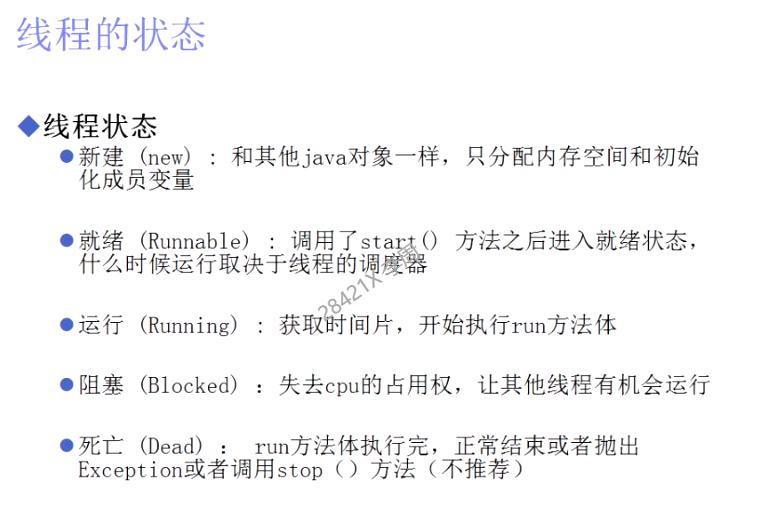 线程的状态
◆线程状态
●新建 (new) : 和其他java对象一样，只分配内存空间和初始
化成员变量
●就绪 (Runnable) : 调用了start() 方法之后进入就绪状态，
什么时候运行取决于线程的调度器
●运行 (Running) : 获取时间片，开始执行run方法体
●阻塞 (Blocked) : 失去cpu的占用权，让其他线程有机会运行
●死亡 (Dead) : run方法体执行完，正常结束或者抛出
Exception或者调用stop（）方法（不推荐）
28421X